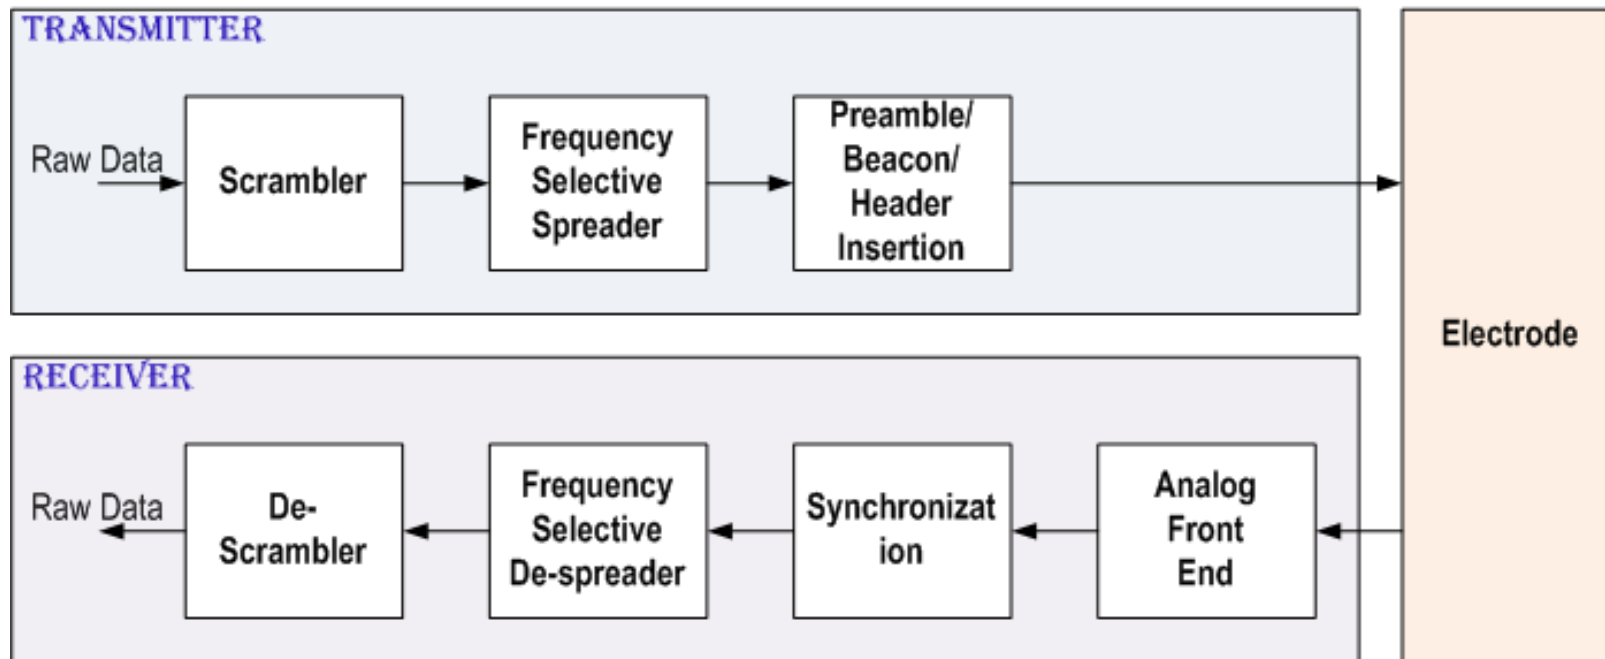 TRANSMITTER
Raw Data
Scrambler
Frequency
Selective
Spreader
Preamble/
Beacon/
Header
Insertion
Electrode
RECEIVER
Raw Data
De-
Scrambler
Frequency
Selective
De-spreader
Synchronizat
ion
Analog
Front
End